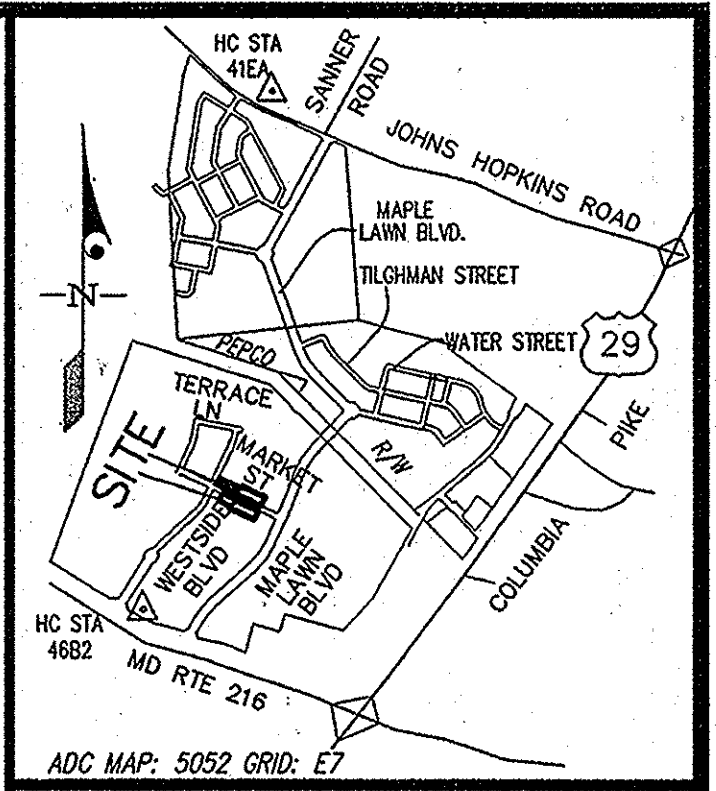 HC STA
41EA
SANNER
ROAD
JOHNS HOPKINS ROAD
MAPLE
LAWN BLVD.
TILGHMAN STREET
N
PEPCO
WATER STREET
29
TERRACE
LN
R/W
PIKE
SITE
MARKET
ST
WESTSIDE
BLVD
MAPLE
LAWN
BLVD
COLUMBIA
HC STA
46B2
MD RTE 216
ADC MAP: 5052 GRID: E7